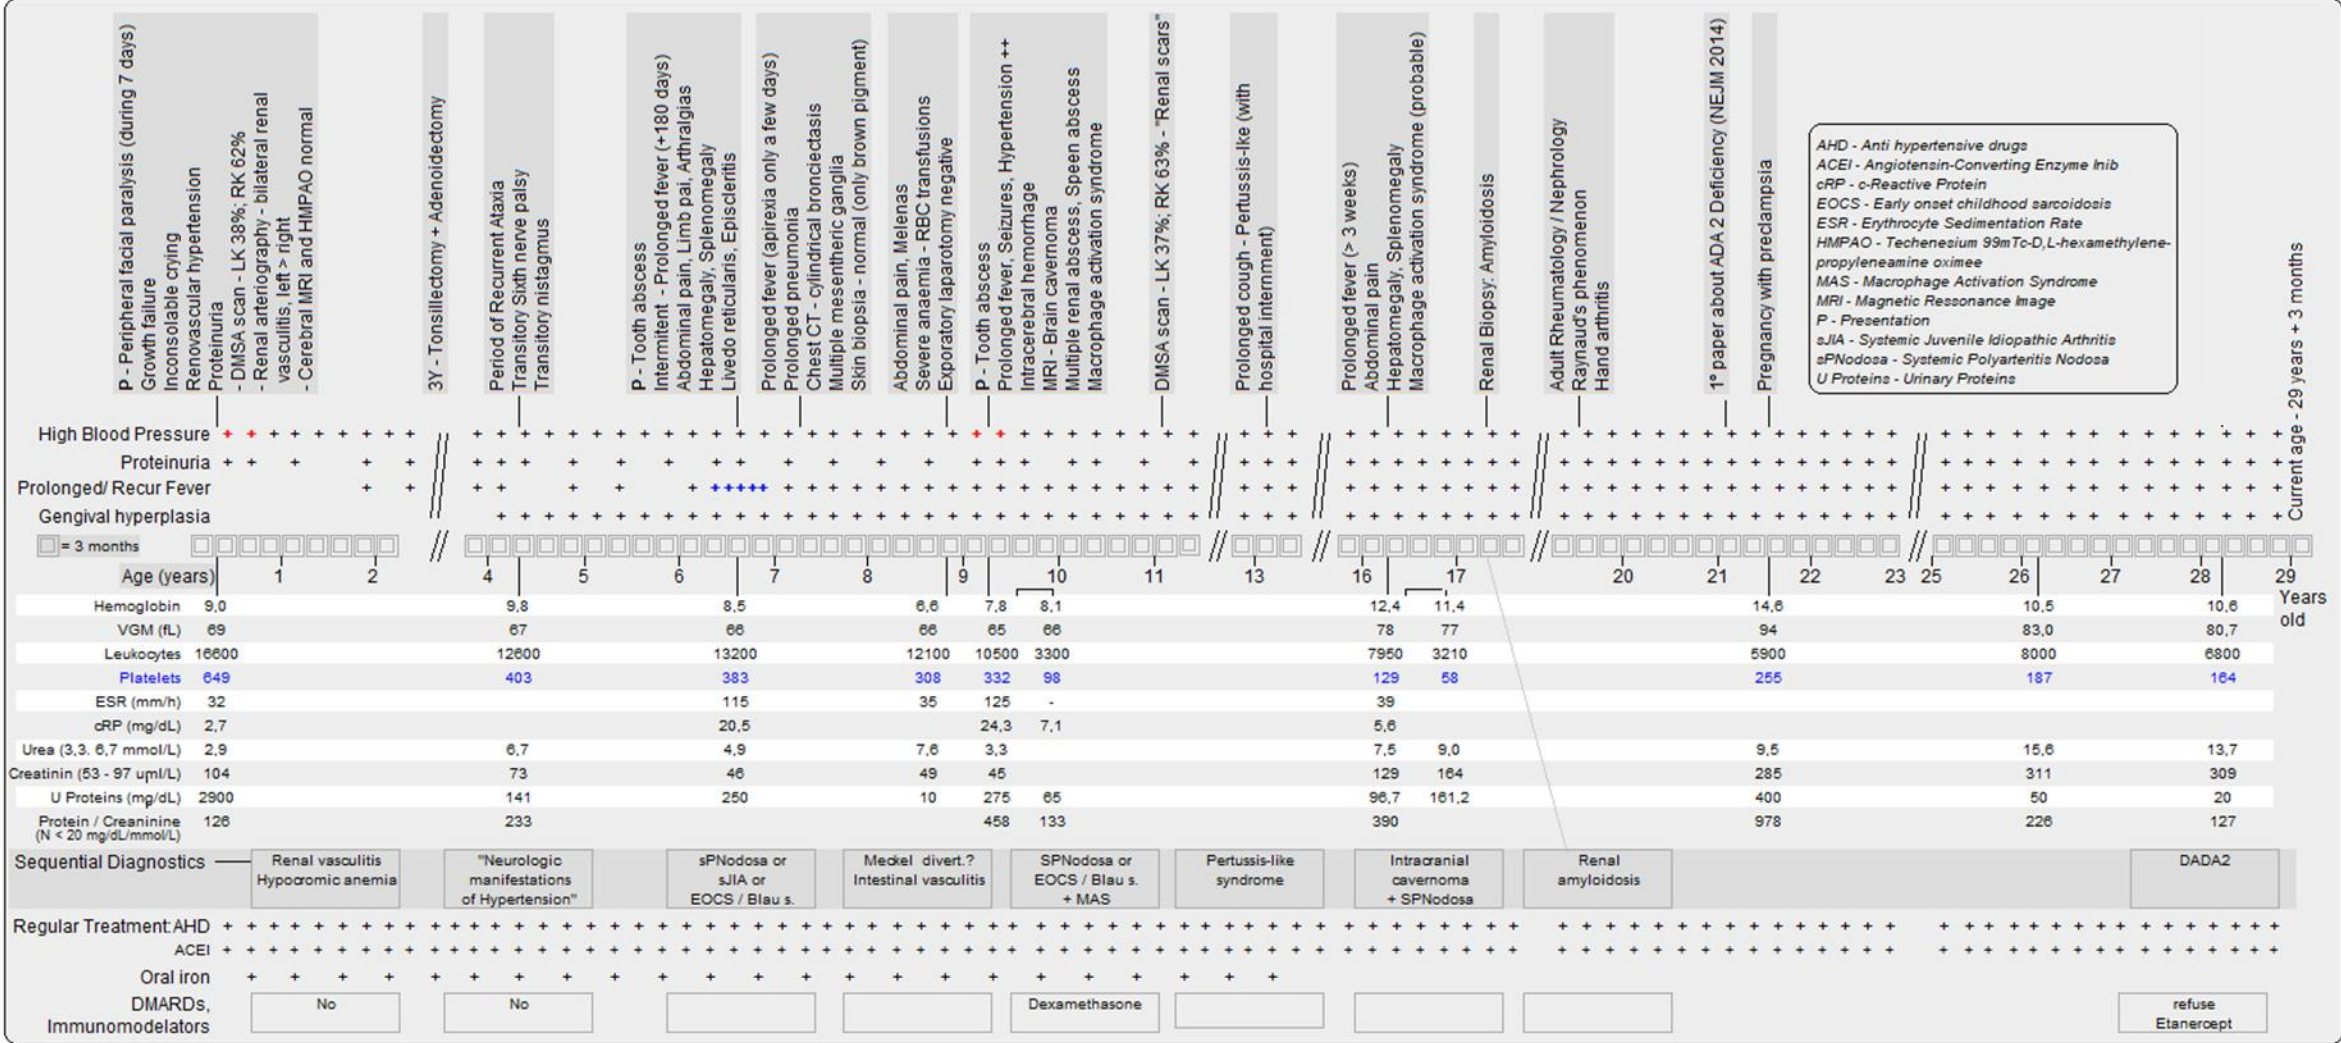 P - Peripheral facial paralysis (during 7 days)
Growth failure
Inconsolable crying
Renovascular hypertension
Proteinuria
- DMSA scan - LK 38%; RK 62%
- Renal arteriography - bilateral renal
vasculitis, left > right
- Cerebral MRI and HMPAO normal
3Y - Tonsillectomy + Adenoidectomy
Period of Recurrent Ataxia
Transitory Sixth nerve palsy
Transitory nistagmus
P - Tooth abscess
Intermitent - Prolonged fever (+180 days)
Abdominal pain, Limb pai, Arthralgias
Hepatomegaly, Splenomegaly
Livedo reticularis, Episcleritis
Prolonged fever (apirexia only a few days)
Prolonged pneumonia
Chest CT - cylindrical bronciectasis
Multiple mesentheric ganglia
Skin biopsia - normal (only brown pigment)
Abdominal pain, Melenas
Severe anaemia - RBC transfusions
Exporatory laparotomy negative
P - Tooth abscess
Prolonged fever, Seizures, Hypertension ++
Intracerebral hemorrhage
MRI - Brain cavernoma
Multiple renal abscess, Speen abscess
Macrophage activation syndrome
DMSA scan - LK 37%; RK 63% - "Renal scars"
Prolonged cough - Pertussis-like (with
hospital internment)
Prolonged fever (> 3 weeks)
Abdominal pain
Hepatomegaly, Splenomegaly
Macrophage activation syndrome (probable)
Renal Biopsy: Amyloidosis
Adult Rheumatology / Nephrology
Raynaud's phenomenon
Hand arthritis
1º paper about ADA 2 Deficiency (NEJM 2014)
Pregnancy with preclampsia
AHD - Anti hypertensive drugs
ACEI - Angiotensin-Converting Enzyme Inib
cRP - c-Reactive Protein
EOCS - Early onset childhood sarcoidosis
ESR - Erythrocyte Sedimentation Rate
HMPAO - Techenesium 99mTc-D,L-hexamethylene-
propyleneamine oximee
MAS - Macrophage Activation Syndrome
MRI - Magnetic Ressonance Image
P - Presentation
sJIA - Systemic Juvenile Idiopathic Arthritis
sPNodosa - Systemic Polyarteritis Nodosa
U Proteins - Urinary Proteins
Current age - 29 years + 3 months
High Blood Pressure
Proteinuria
Prolonged/ Recur Fever
Gengival hyperplasia
= 3 months
Age (years) 1 2 4 5 6 7 8 9 10 11 13 16 17 20 21 22 23 25 26 27 28 29
Years
old
Hemoglobin 9,0 9,8 8,5 6,6 7,8 8,1 12,4 11,4 14,6 10,5 10,6
VGM (fL) 69 67 66 66 65 66 78 77 94 83,0 80,7
Leukocytes 16600 12600 13200 12100 10500 3300 7950 3210 5900 8000 6800
Platelets 649 403 383 308 332 98 129 58 255 187 164
ESR (mm/h) 32 115 35 125 - 39
cRP (mg/dL) 2,7 20,5 24,3 7,1 5,6
Urea (3,3. 6,7 mmol/L) 2,9 6,7 4,9 7,6 3,3 7,5 9,0 9,5 15,6 13,7
Creatinin (53 - 97 uml/L) 104 73 46 49 45 129 164 285 311 309
U Proteins (mg/dL) 2900 141 250 10 275 65 96,7 161,2 400 50 20
Protein / Creaninine
(N < 20 mg/dL/mmol/L) 126 233 458 133 390 978 226 127
Sequential Diagnostics
Renal vasculitis
Hypocromic anemia
"Neurologic
manifestations
of Hypertension"
sPNodosa or
sJIA or
EOCS / Blau s.
Meckel divert.?
Intestinal vasculitis
SPNodosa or
EOCS / Blau s.
+ MAS
Pertussis-like
syndrome
Intracranial
cavernoma
+ SPNodosa
Renal
amyloidosis
DADA2
Regular Treatment: AHD
ACEI
Oral iron
DMARDs,
Immunomodelators
No
No
Dexamethasone
refuse
Etanercept